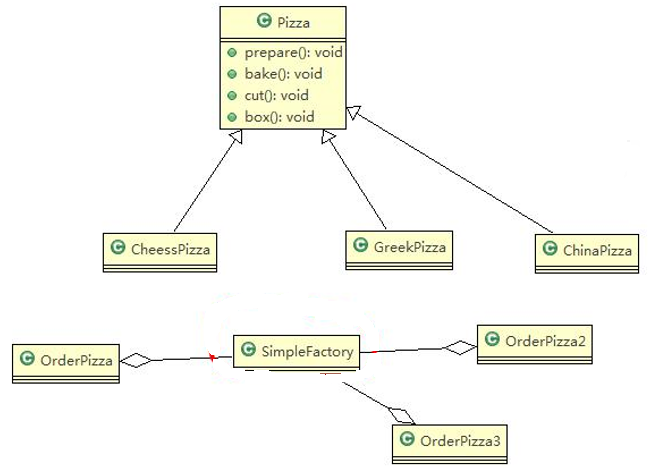 C Pizza
prepare(): void
bake(): void
cut(): void
box(): void
C CheessPizza
C GreekPizza
C ChinaPizza
C OrderPizza
C SimpleFactory
C OrderPizza2
C OrderPizza3